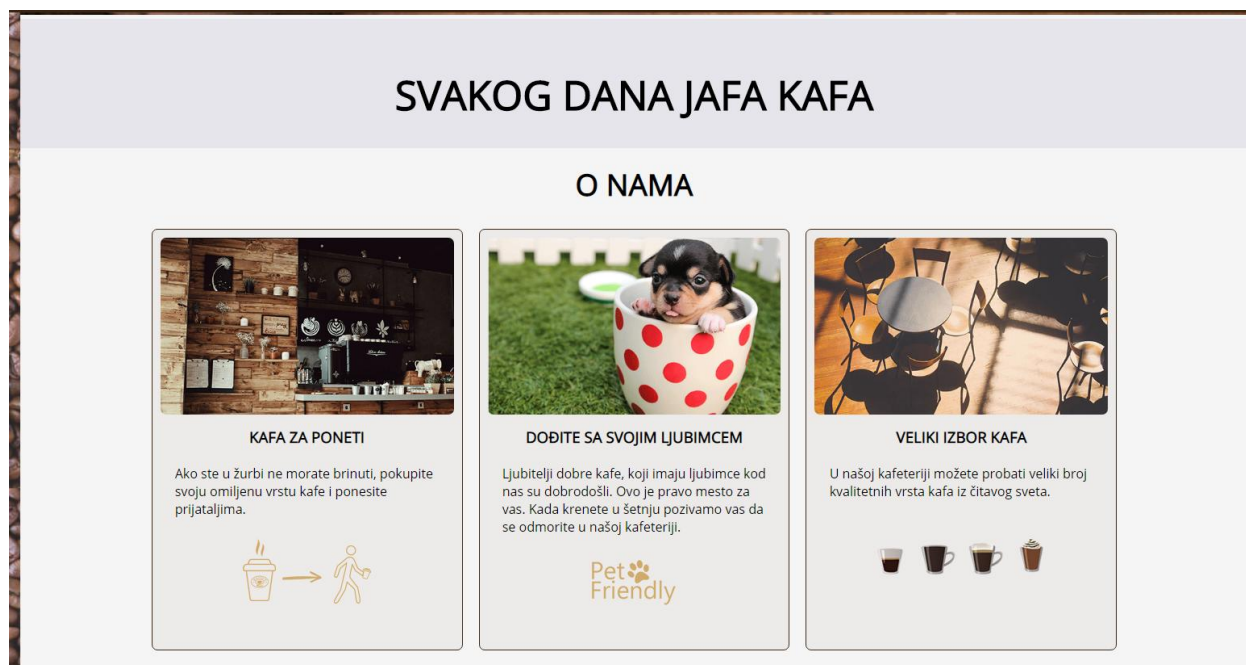 SVAKOG DANA JAFA KAFA
O NAMA
KAFA ZA PONETI
Ako ste u žurbi ne morate brinuti, pokupite
svoju omiljenu vrstu kafe i ponesite
prijataljima.
DOĐITE SA SVOJIM LJUBIMCEM
Ljubitelji dobre kafe, koji imaju ljubimce kod
nas su dobrodošli. Ovo je pravo mesto za
vas. Kada krenete u šetnju pozivamo vas da
se odmorite u našoj kafeteriji.
Pet
Friendly
VELIKI IZBOR KAFA
U našoj kafeteriji možete probati veliki broj
kvalitetnih vrsta kafa iz čitavog sveta.